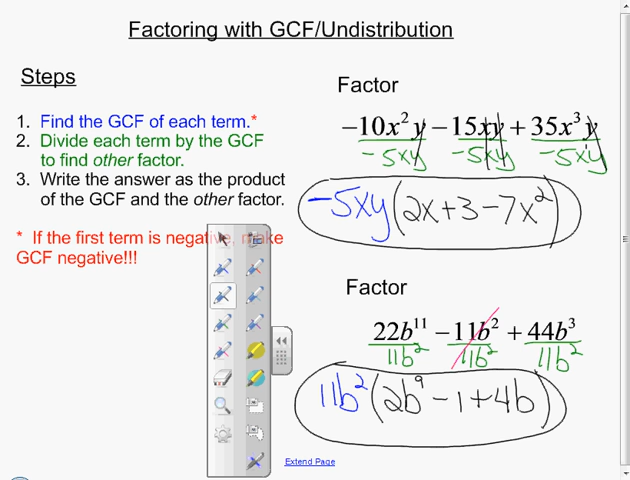 Factoring with GCF/Undistribution
Steps
1. Find the GCF of each term.*
2. Divide each term by the GCF
to find other factor.
3. Write the answer as the product
of the GCF and the other factor.
* If the first term is negative, make
GCF negative!!!
Factor
−10x² y − 15xy + 35x³ y
−5xy −5xy −5xy
−5xy(2x+3−7x²)
Factor
22b¹¹ − 11b² + 44b³
11b² 11b² 11b²
11b²(2b⁹ − 1 + 4b)
Extend Page